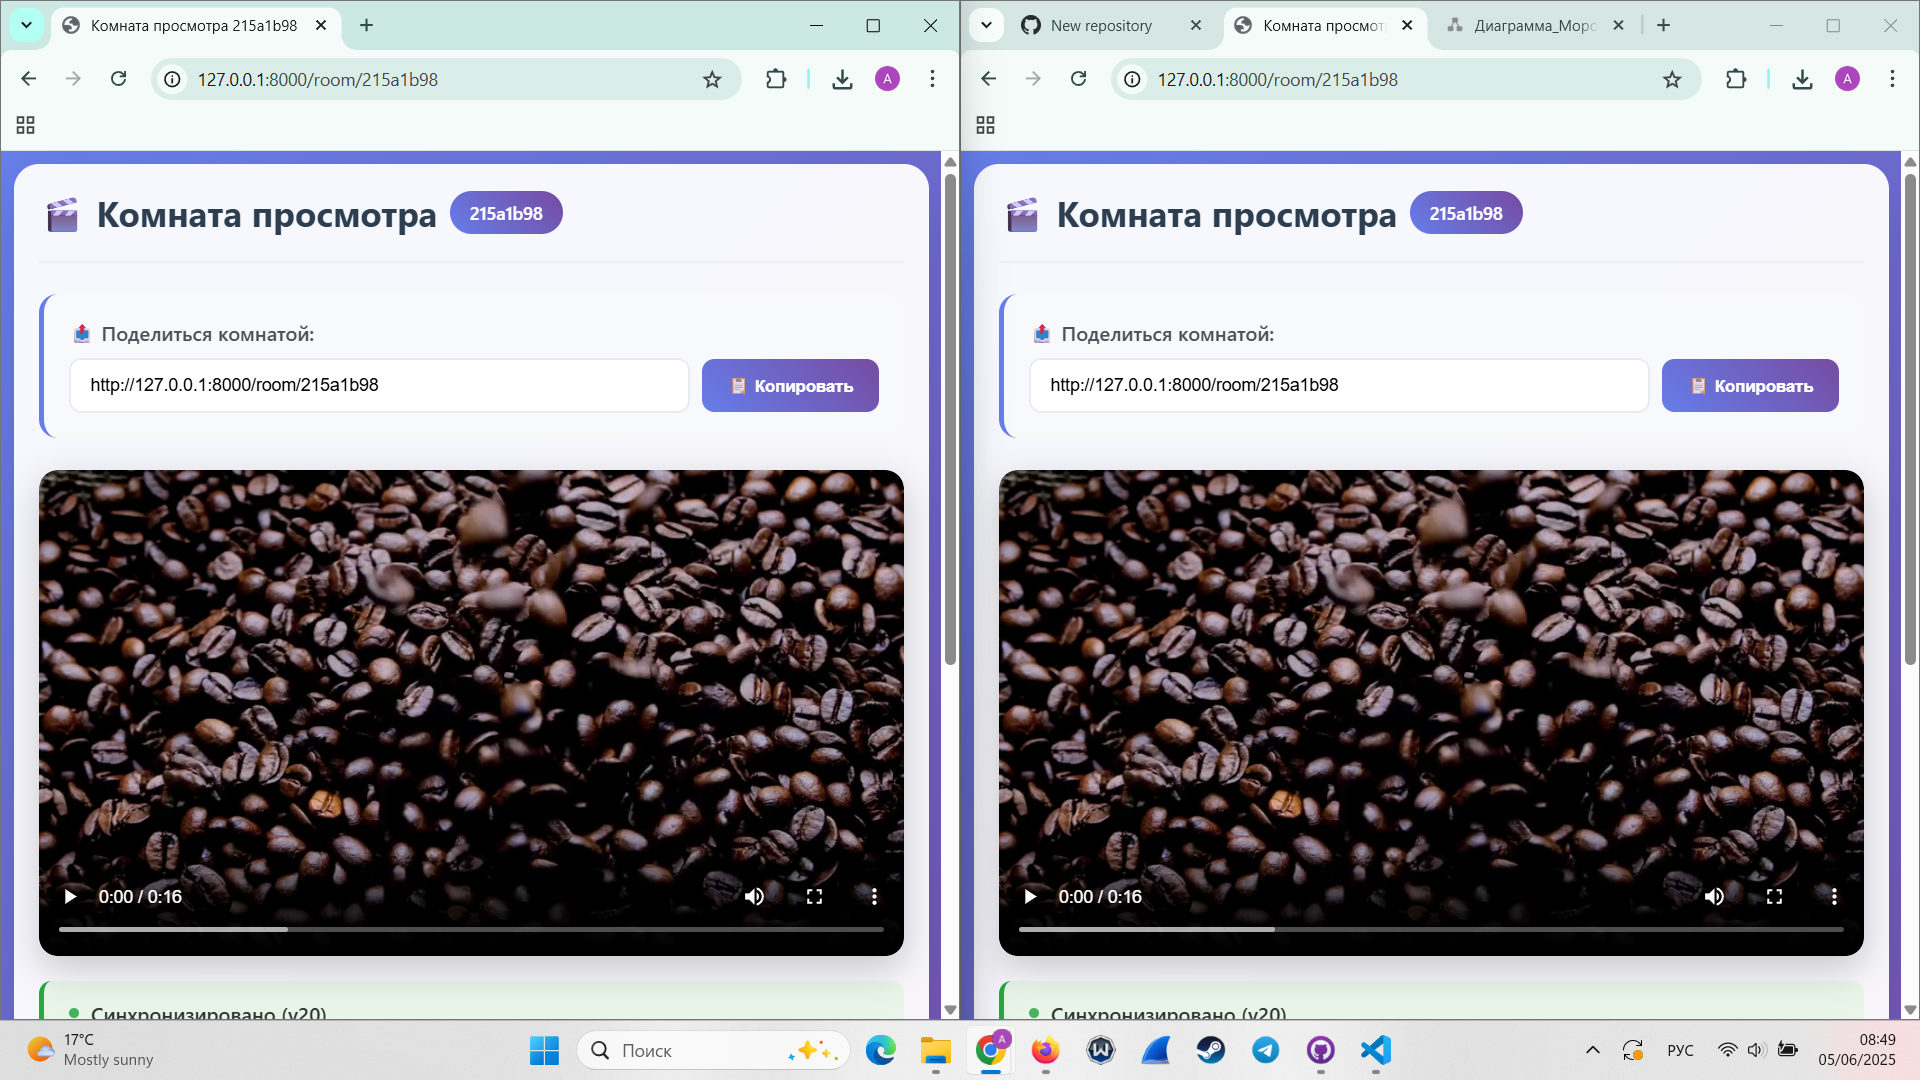 Комната просмотра 215a1b98
127.0.0.1:8000/room/215a1b98
A
Комната просмотра 215a1b98
Поделиться комнатой:
http://127.0.0.1:8000/room/215a1b98
Копировать
0:00 / 0:16
Синхронизировано (v20)
New repository
Комната просмот
Диаграмма_Моро
127.0.0.1:8000/room/215a1b98
A
Комната просмотра 215a1b98
Поделиться комнатой:
http://127.0.0.1:8000/room/215a1b98
Копировать
0:00 / 0:16
Синхронизировано (v20)
17°C
Mostly sunny
Поиск
A
W
РУС
08:49
05/06/2025